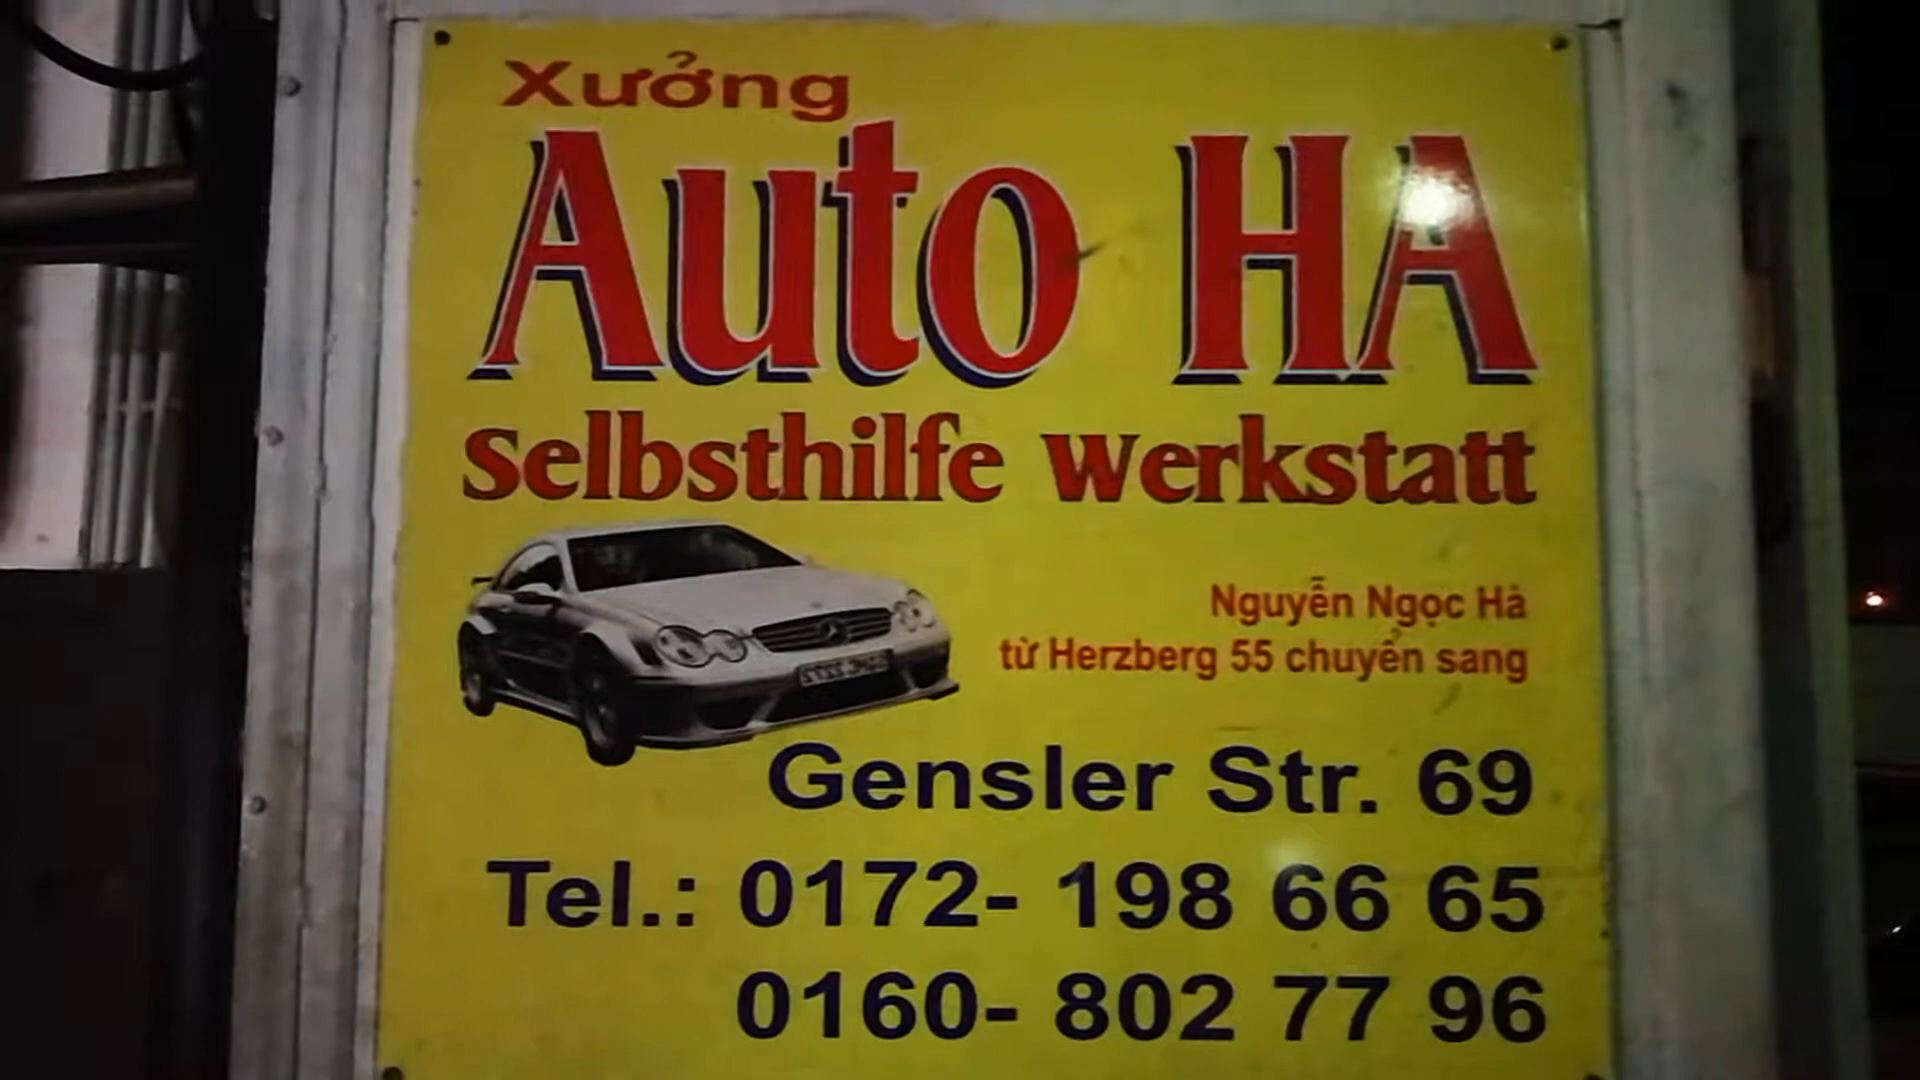 Xưởng
Auto HA
Selbsthilfe Werkstatt
Nguyễn Ngọc Hà
từ Herzberg 55 chuyển sang
Gensler Str. 69
Tel.: 0172- 198 66 65
0160- 802 77 96